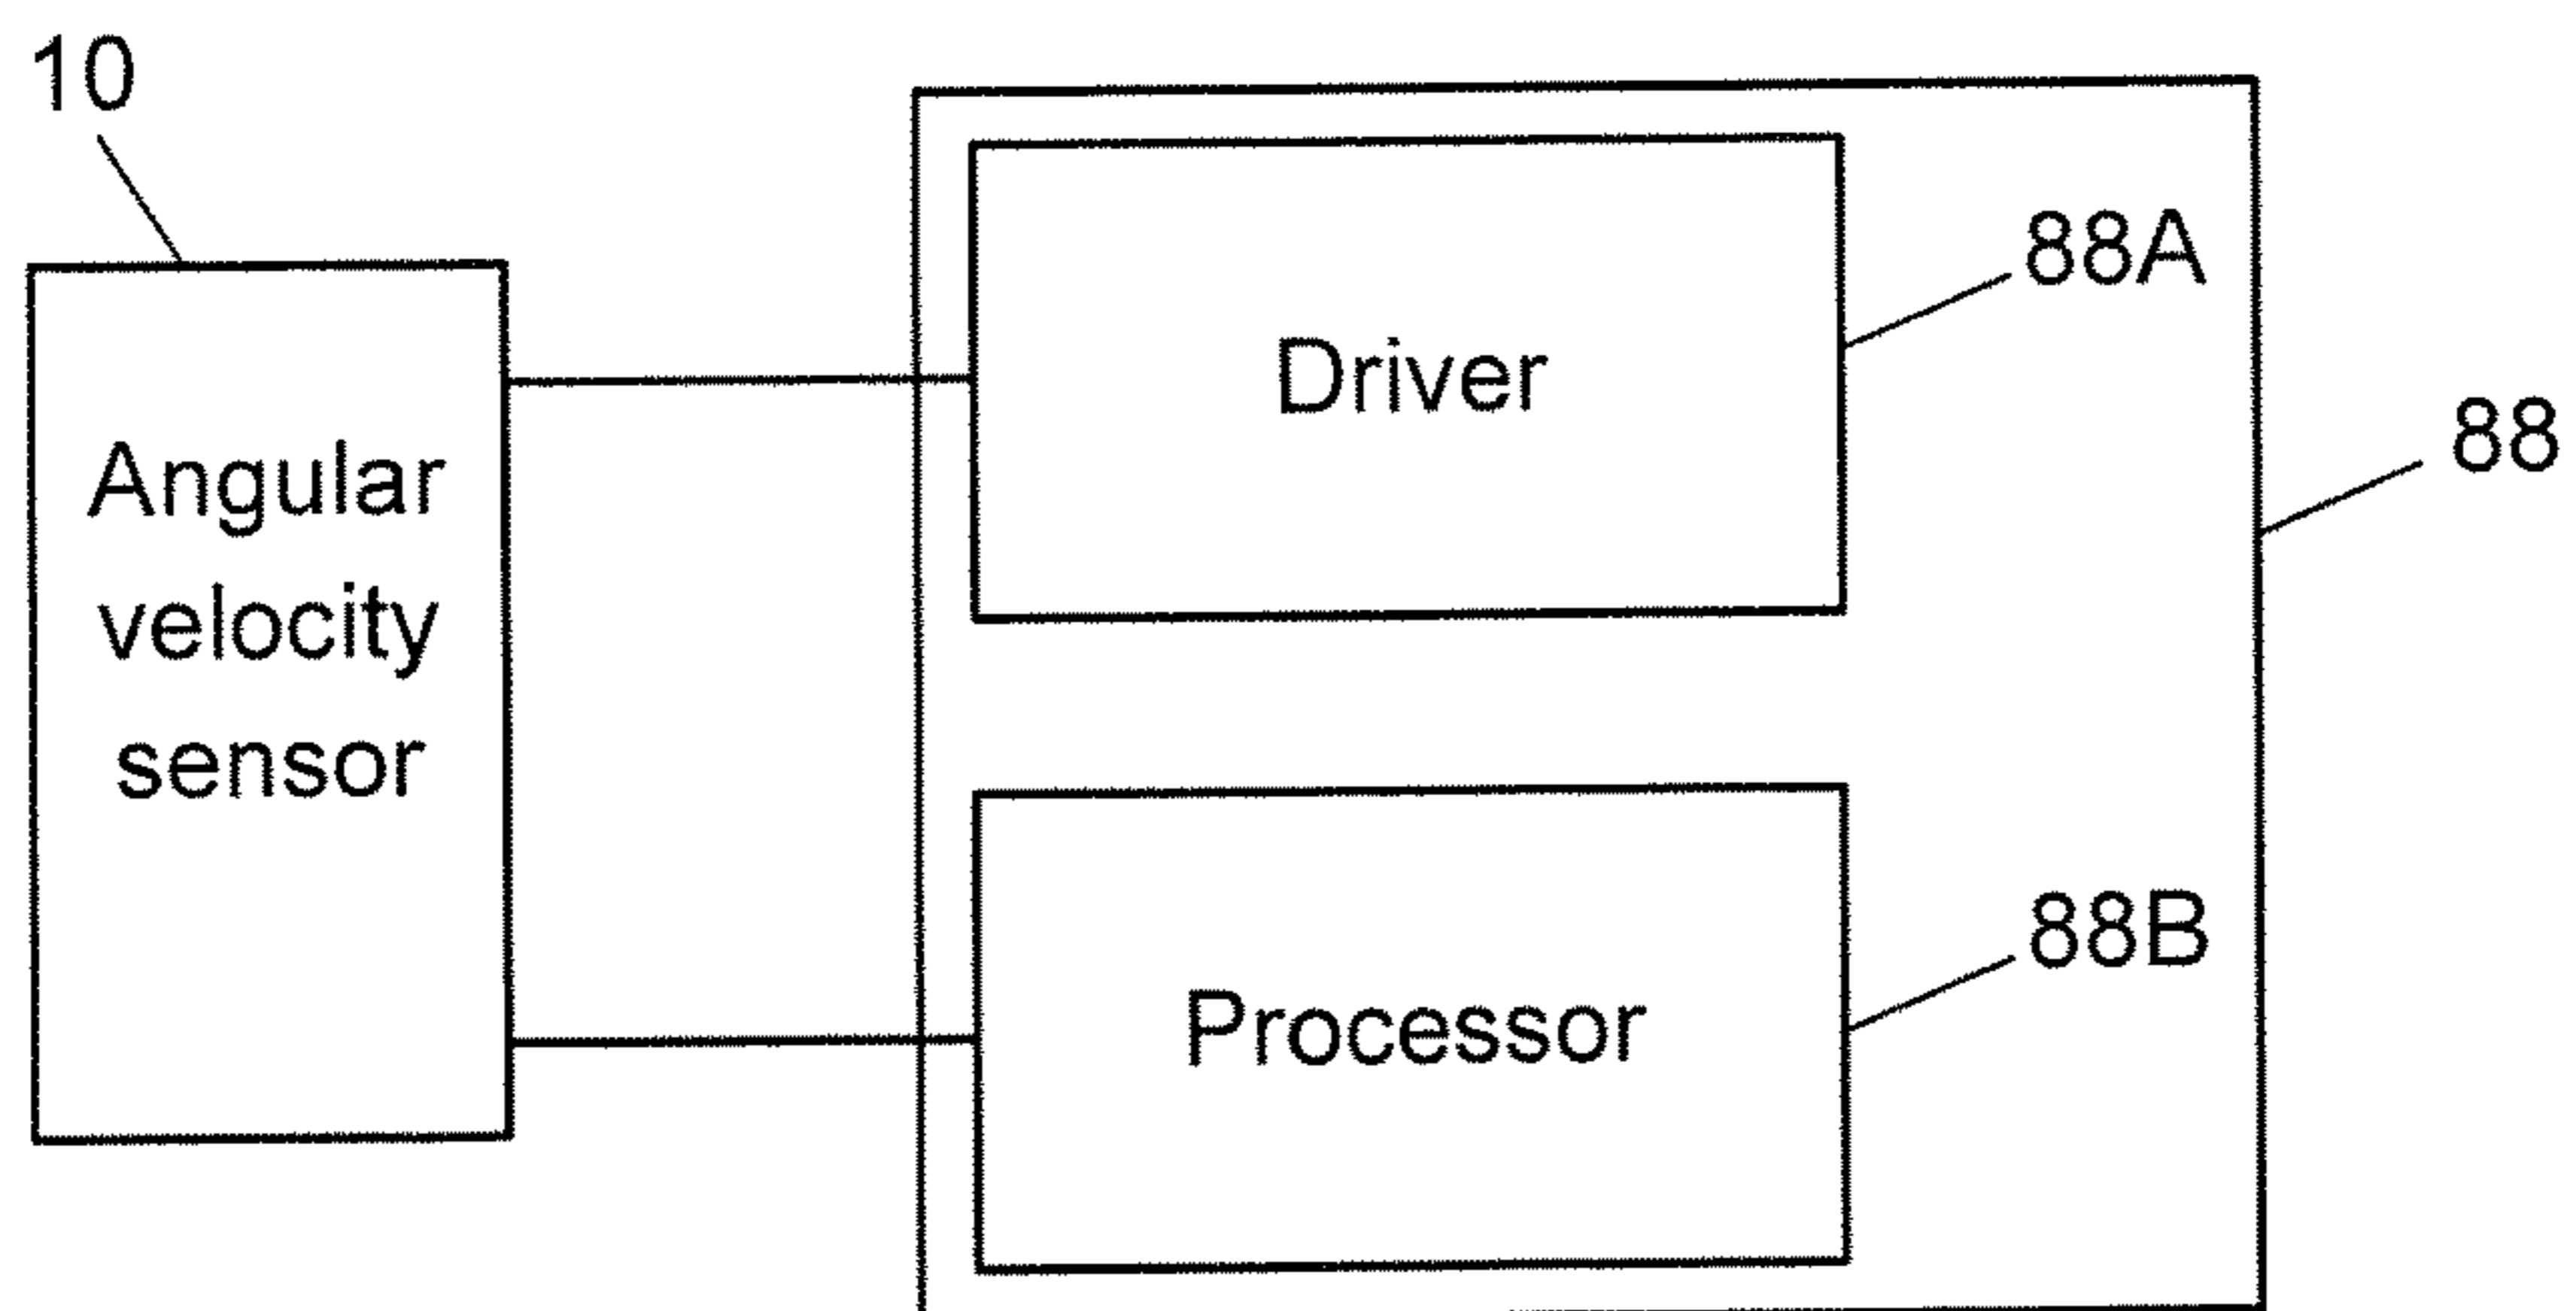 10
88A
Driver
88
Angular
velocity
sensor
88B
Processor